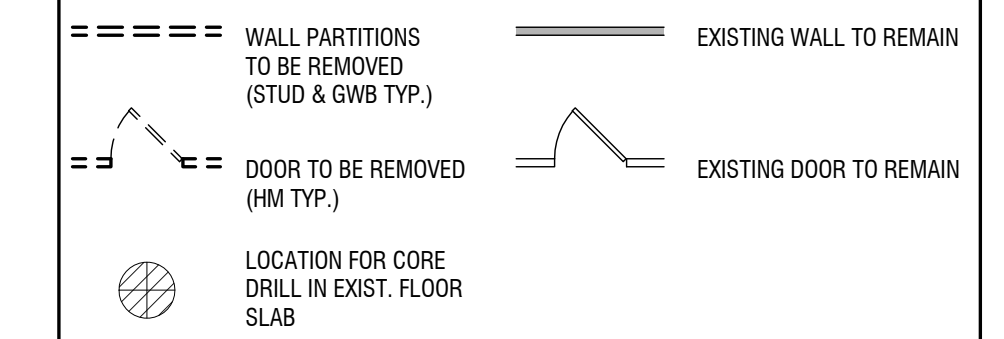 WALL PARTITIONS
TO BE REMOVED
(STUD & GWB TYP.)
EXISTING WALL TO REMAIN
DOOR TO BE REMOVED
(HM TYP.)
EXISTING DOOR TO REMAIN
LOCATION FOR CORE
DRILL IN EXIST. FLOOR
SLAB